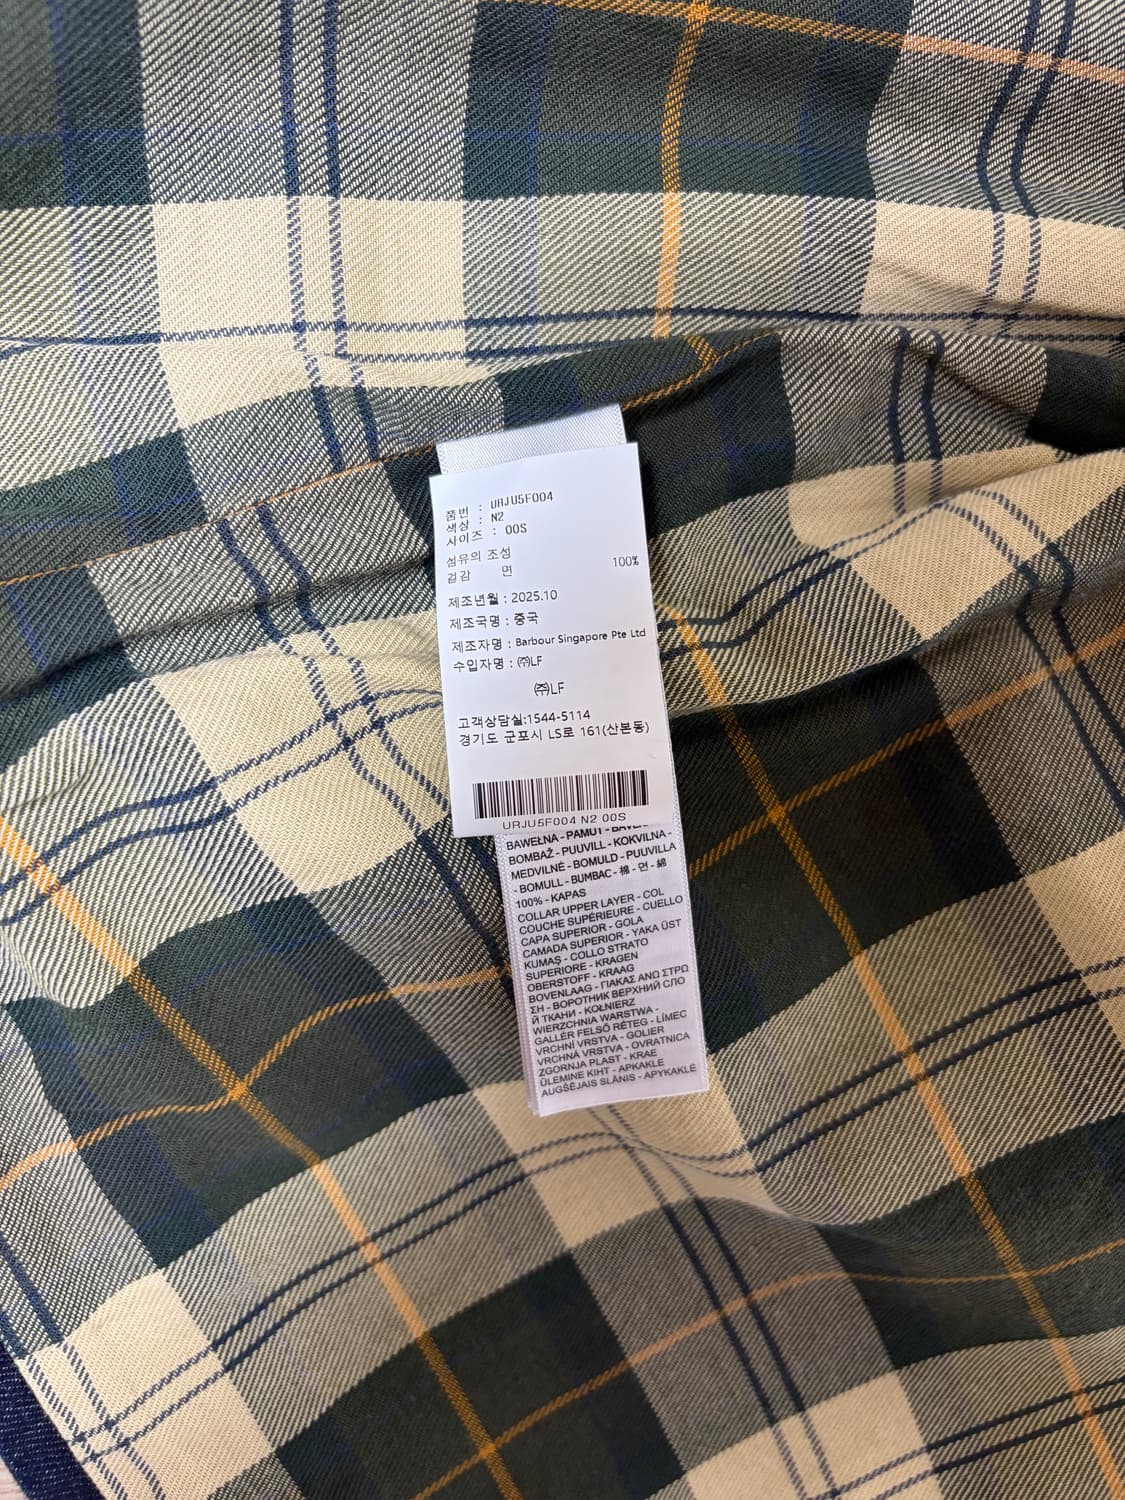 품번 : URJU5F004
색상 : N2
사이즈 : 00S
섬유의 조성
겉감 면 100%
제조년월 : 2025.10
제조국명 : 중국
제조자명 : Barbour Singapore Pte Ltd
수입자명 : ㈜LF
㈜LF
고객상담실:1544-5114
경기도 군포시 LS로 161(산본동)
URJU5F004 N2 00S
BAWEŁNA - PAMUT -
BOMBAŽ - PUUVILL - KOKVILNA -
MEDVILNĖ - BOMULD - PUUVILLA
- BOMULL - BUMBAC - 棉 - 면 - 綿
100% - KAPAS
COLLAR UPPER LAYER - COL
COUCHE SUPÉRIEURE - CUELLO
CAPA SUPERIOR - GOLA
CAMADA SUPERIOR - YAKA ÜST
KUMAŞ - COLLO STRATO
SUPERIORE - KRAGEN
OBERSTOFF - KRAAG
BOVENLAAG - ΓΙΑΚΑΣ ΑΝΩ ΣΤΡΩ
ΣΗ - ВОРОТНИК ВЕРХНИЙ СЛО
Й ТКАНИ - KOŁNIERZ
WIERZCHNIA WARSTWA -
GALLÉR FELSŐ RÉTEG - LÍMEC
VRCHNÍ VRSTVA - GOLIER
VRCHNÁ VRSTVA - OVRATNICA
ZGORNJA PLAST - KRAE
ÜLEMINE KIHT - APKAKLE
AUGŠĒJAIS SLĀNIS - APYKAKLĖ